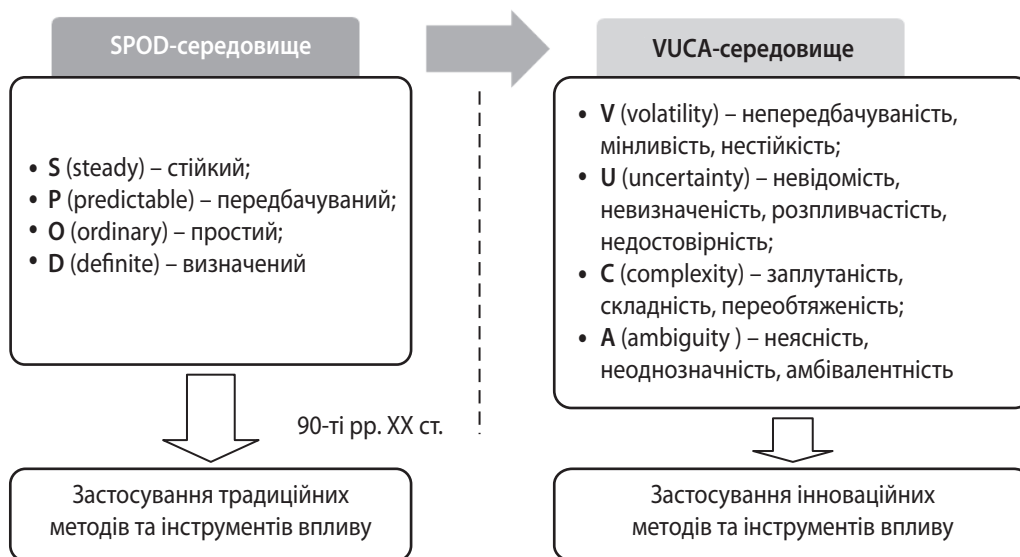 SPOD-середовище
• S (steady) – стійкий;
• P (predictable) – передбачуваний;
• O (ordinary) – простий;
• D (definite) – визначений
90-ті рр. ХХ ст.
Застосування традиційних
методів та інструментів впливу
VUCA-середовище
• V (volatility) – непередбачуваність,
мінливість, нестійкість;
• U (uncertainty) – невідомість,
невизначеність, розпливчастість,
недостовірність;
• C (complexity) – заплутаність,
складність, переобтяженість;
• A (ambiguity ) – неясність,
неоднозначність, амбівалентність
Застосування інноваційних
методів та інструментів впливу